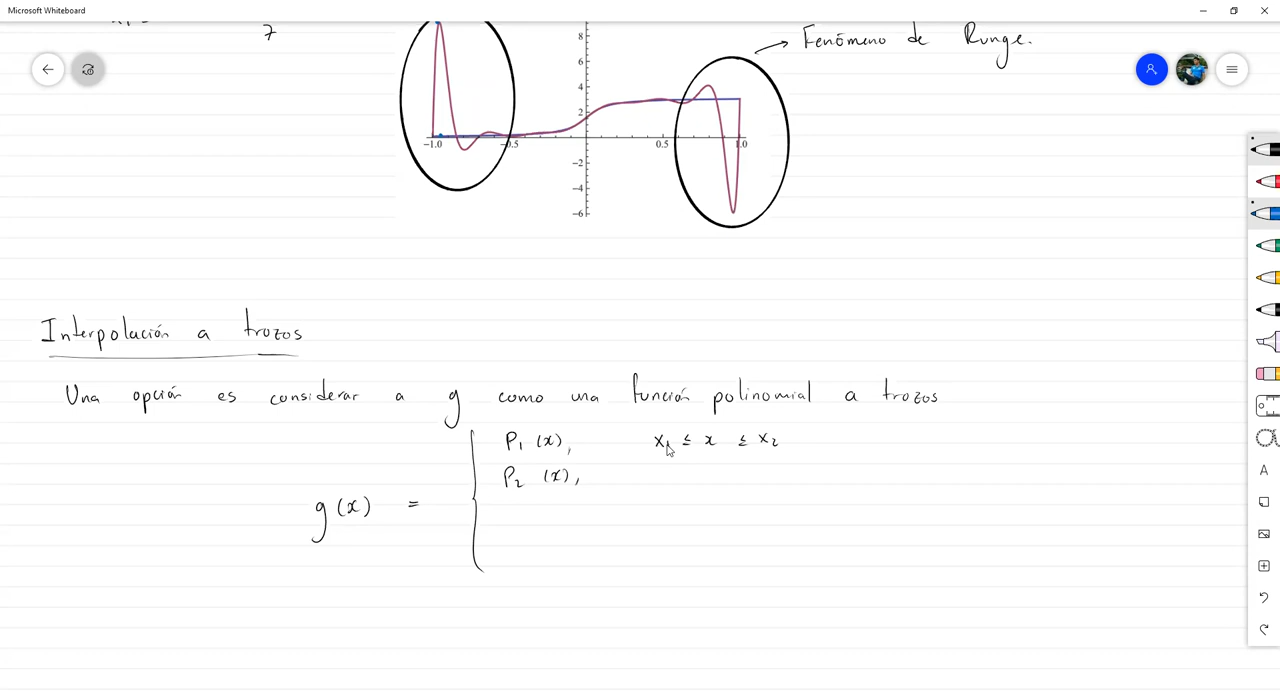 Microsoft Whiteboard
7
8
6
4
2
-2
-4
-6
-1.0
-0.5
0.5
1.0
Fenómeno de Runge.
Interpolación a trozos
Una opción es considerar a g como una función polinomial a trozos
P₁ (x), x₁ ≤ x ≤ x₂
P₂ (x),
g(x) =
A